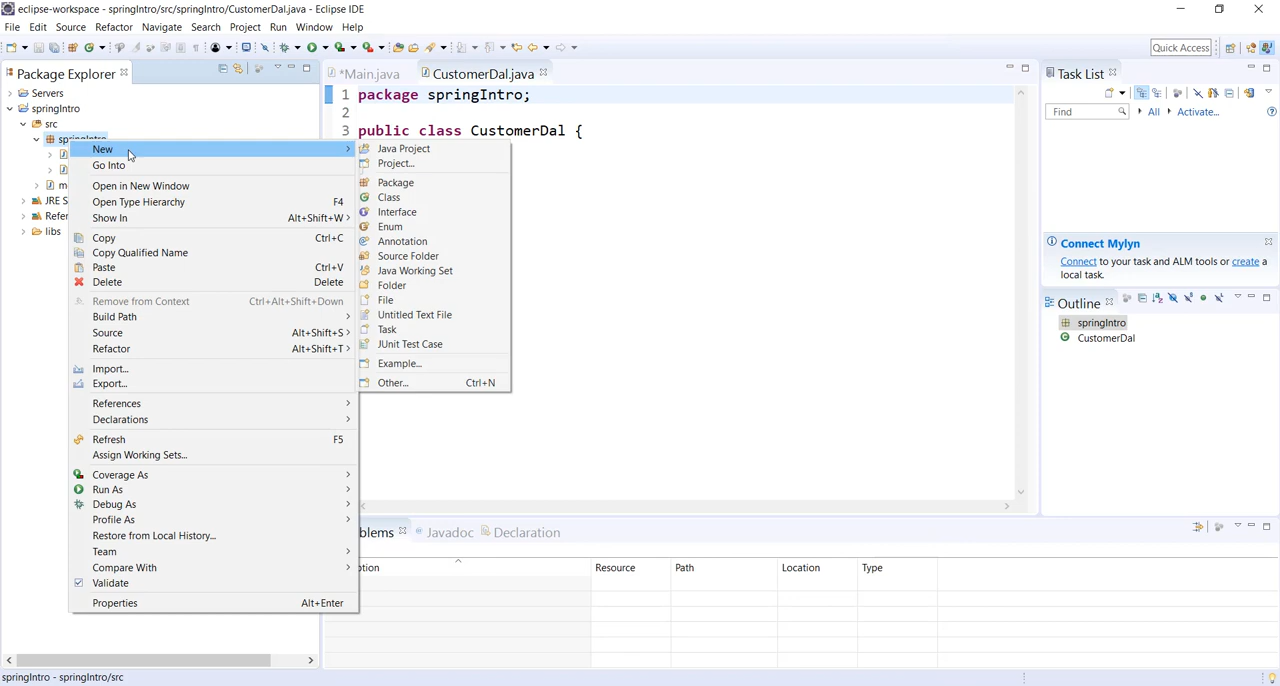 eclipse-workspace - springIntro/src/springIntro/CustomerDal.java - Eclipse IDE
File Edit Source Refactor Navigate Search Project Run Window Help
Quick Access
Package Explorer
*Main.java
CustomerDal.java
Task List
Servers
springIntro
src
springIntro
m
JRE S
Refer
libs
1 package springIntro;
2
3 public class CustomerDal {
New
Go Into
Open in New Window
Open Type Hierarchy F4
Show In Alt+Shift+W
Copy Ctrl+C
Copy Qualified Name
Paste Ctrl+V
Delete Delete
Remove from Context Ctrl+Alt+Shift+Down
Build Path
Source Alt+Shift+S
Refactor Alt+Shift+T
Import...
Export...
References
Declarations
Refresh F5
Assign Working Sets...
Coverage As
Run As
Debug As
Profile As
Restore from Local History...
Team
Compare With
Validate
Properties Alt+Enter
Java Project
Project...
Package
Class
Interface
Enum
Annotation
Source Folder
Java Working Set
Folder
File
Untitled Text File
Task
JUnit Test Case
Example...
Other... Ctrl+N
Find All Activate...
Connect Mylyn
Connect to your task and ALM tools or create a
local task.
Outline
springIntro
CustomerDal
blems Javadoc Declaration
ption Resource Path Location Type
springIntro - springIntro/src